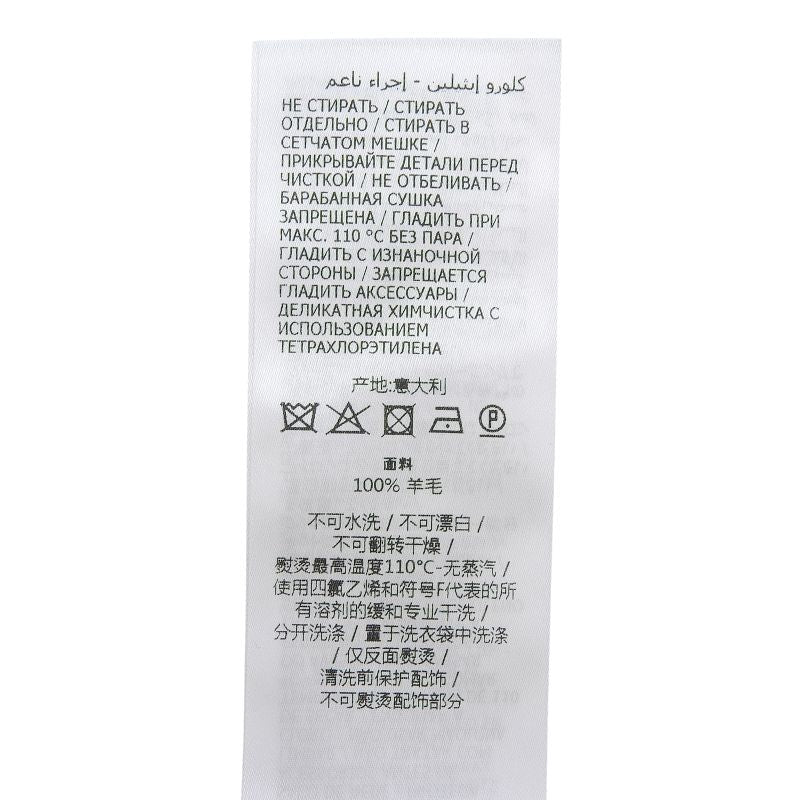 كلورو إيثيلين - إجراء ناعم
НЕ СТИРАТЬ / СТИРАТЬ
ОТДЕЛЬНО / СТИРАТЬ В
СЕТЧАТОМ МЕШКЕ /
ПРИКРЫВАЙТЕ ДЕТАЛИ ПЕРЕД
ЧИСТКОЙ / НЕ ОТБЕЛИВАТЬ /
БАРАБАННАЯ СУШКА
ЗАПРЕЩЕНА / ГЛАДИТЬ ПРИ
МАКС. 110 °C БЕЗ ПАРА /
ГЛАДИТЬ С ИЗНАНОЧНОЙ
СТОРОНЫ / ЗАПРЕЩАЕТСЯ
ГЛАДИТЬ АКСЕССУАРЫ /
ДЕЛИКАТНАЯ ХИМЧИСТКА С
ИСПОЛЬЗОВАНИЕМ
ТЕТРАХЛОРЭТИЛЕНА
产地:意大利
P
面料
100% 羊毛
不可水洗 / 不可漂白 /
不可翻转干燥 /
熨烫最高温度110°C-无蒸汽 /
使用四氯乙烯和符号F代表的所
有溶剂的缓和专业干洗 /
分开洗涤 / 置于洗衣袋中洗涤
/ 仅反面熨烫 /
清洗前保护配饰 /
不可熨烫配饰部分